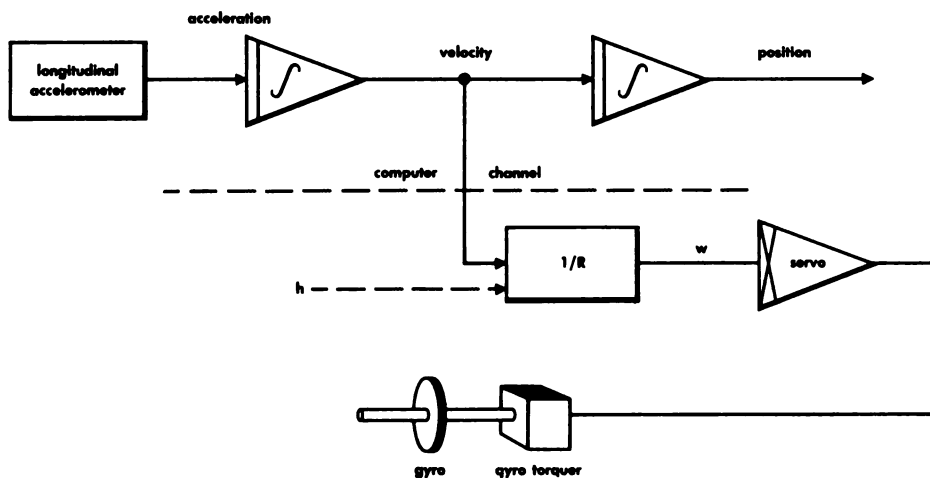 acceleration
longitudinal
accelerometer
∫
velocity
∫
position
computer channel
1/R
w
servo
h
gyro
gyro torquer